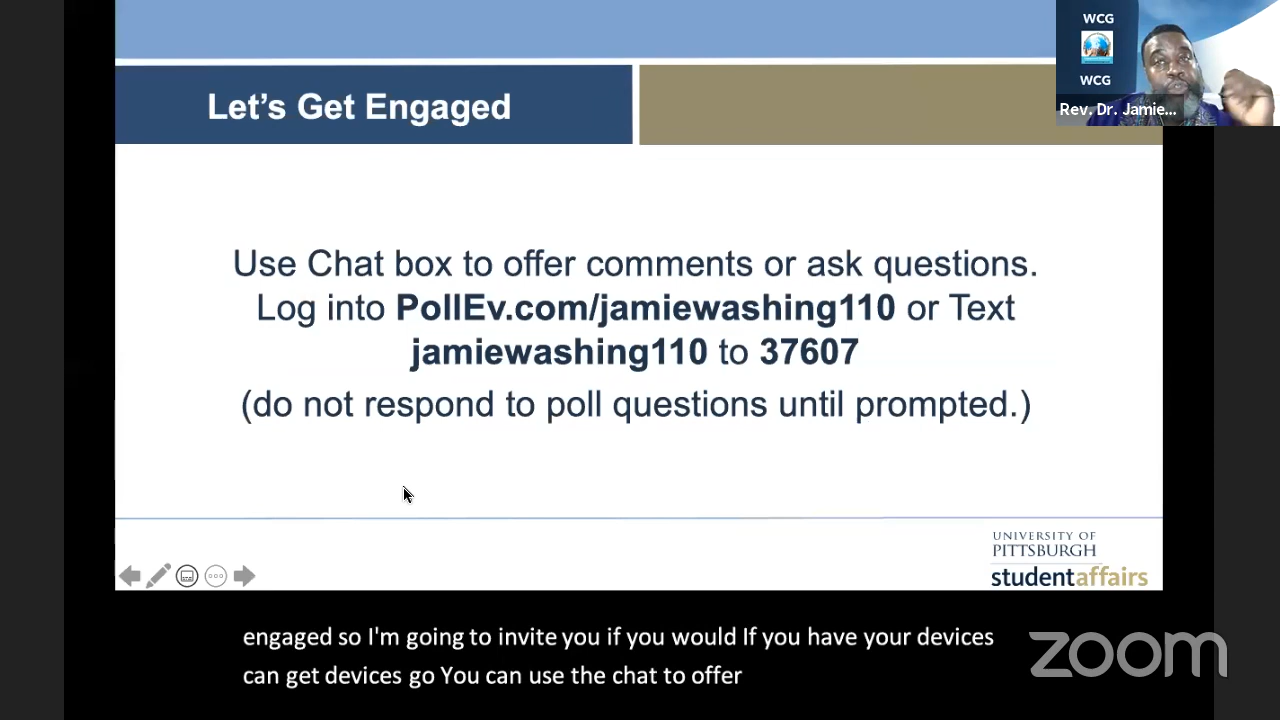 WCG
WCG
Rev. Dr. Jamie...
Let's Get Engaged
Use Chat box to offer comments or ask questions.
Log into PollEv.com/jamiewashing110 or Text
jamiewashing110 to 37607
(do not respond to poll questions until prompted.)
UNIVERSITY OF
PITTSBURGH
studentaffairs
engaged so I'm going to invite you if you would If you have your devices
can get devices go You can use the chat to offer
zoom